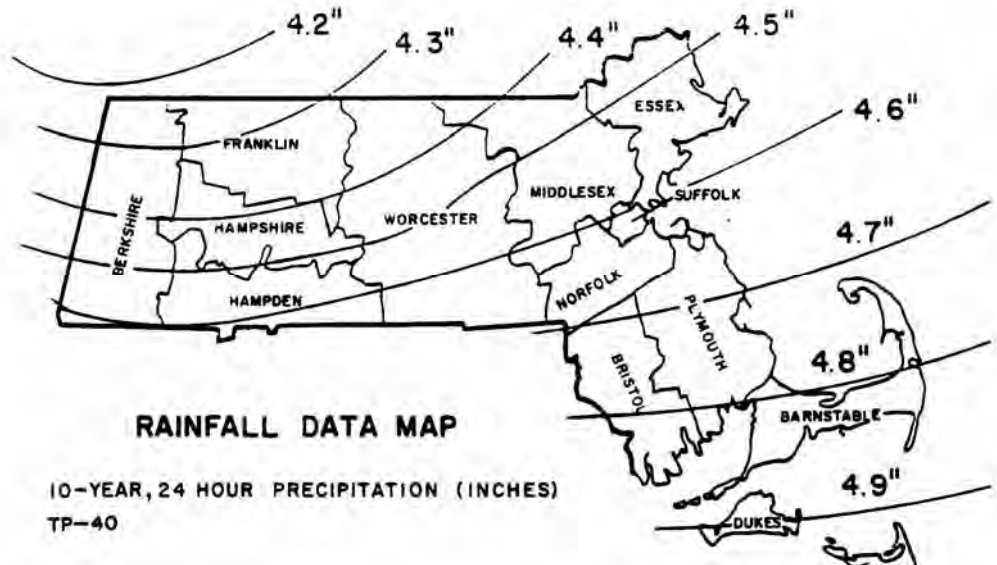 4.2"
4.3"
4.4"
4.5"
4.6"
4.7"
4.8"
4.9"
ESSEX
FRANKLIN
MIDDLESEX
SUFFOLK
BERKSHIRE
HAMPSHIRE
WORCESTER
HAMPDEN
NORFOLK
PLYMOUTH
BRISTOL
BARNSTABLE
DUKES
RAINFALL DATA MAP
10-YEAR, 24 HOUR PRECIPITATION (INCHES)
TP-40